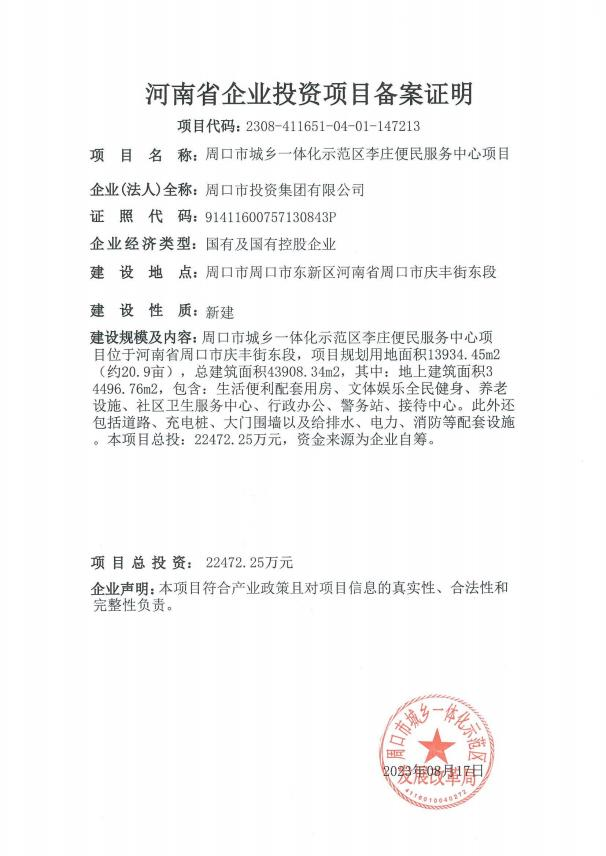 河南省企业投资项目备案证明
项目代码：2308-411651-04-01-147213
项目名称：周口市城乡一体化示范区李庄便民服务中心项目
企业(法人)全称：周口市投资集团有限公司
证照代码：91411600757130843P
企业经济类型：国有及国有控股企业
建设地点：周口市周口市东新区河南省周口市庆丰街东段
建设性质：新建
建设规模及内容：周口市城乡一体化示范区李庄便民服务中心项
目位于河南省周口市庆丰街东段，项目规划用地面积13934.45m2
（约20.9亩），总建筑面积43908.34m2，其中：地上建筑面积3
4496.76m2，包含：生活便利配套用房、文体娱乐全民健身、养老
设施、社区卫生服务中心、行政办公、警务站、接待中心。此外还
包括道路、充电桩、大门围墙以及给排水、电力、消防等配套设施
。本项目总投：22472.25万元，资金来源为企业自筹。
项目总投资：22472.25万元
企业声明：本项目符合产业政策且对项目信息的真实性、合法性和
完整性负责。
周口市城乡一体化示范区
2023年08月17日
发展改革局
4116010040272